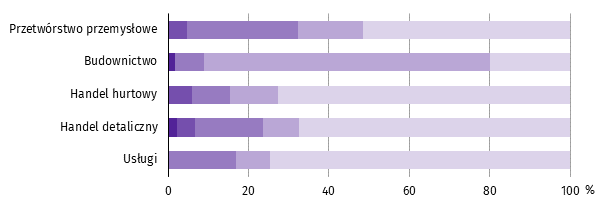 Przetwórstwo przemysłowe
Budownictwo
Handel hurtowy
Handel detaliczny
Usługi
0 20 40 60 80 100 %